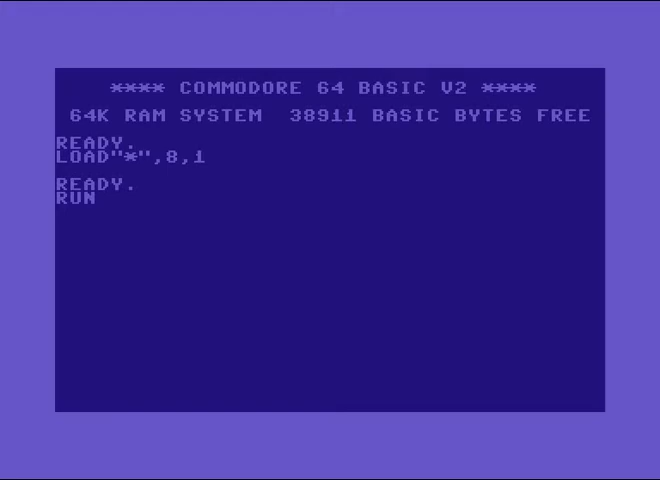 **** COMMODORE 64 BASIC V2 ****
64K RAM SYSTEM  38911 BASIC BYTES FREE
READY.
LOAD"*",8,1
READY.
RUN